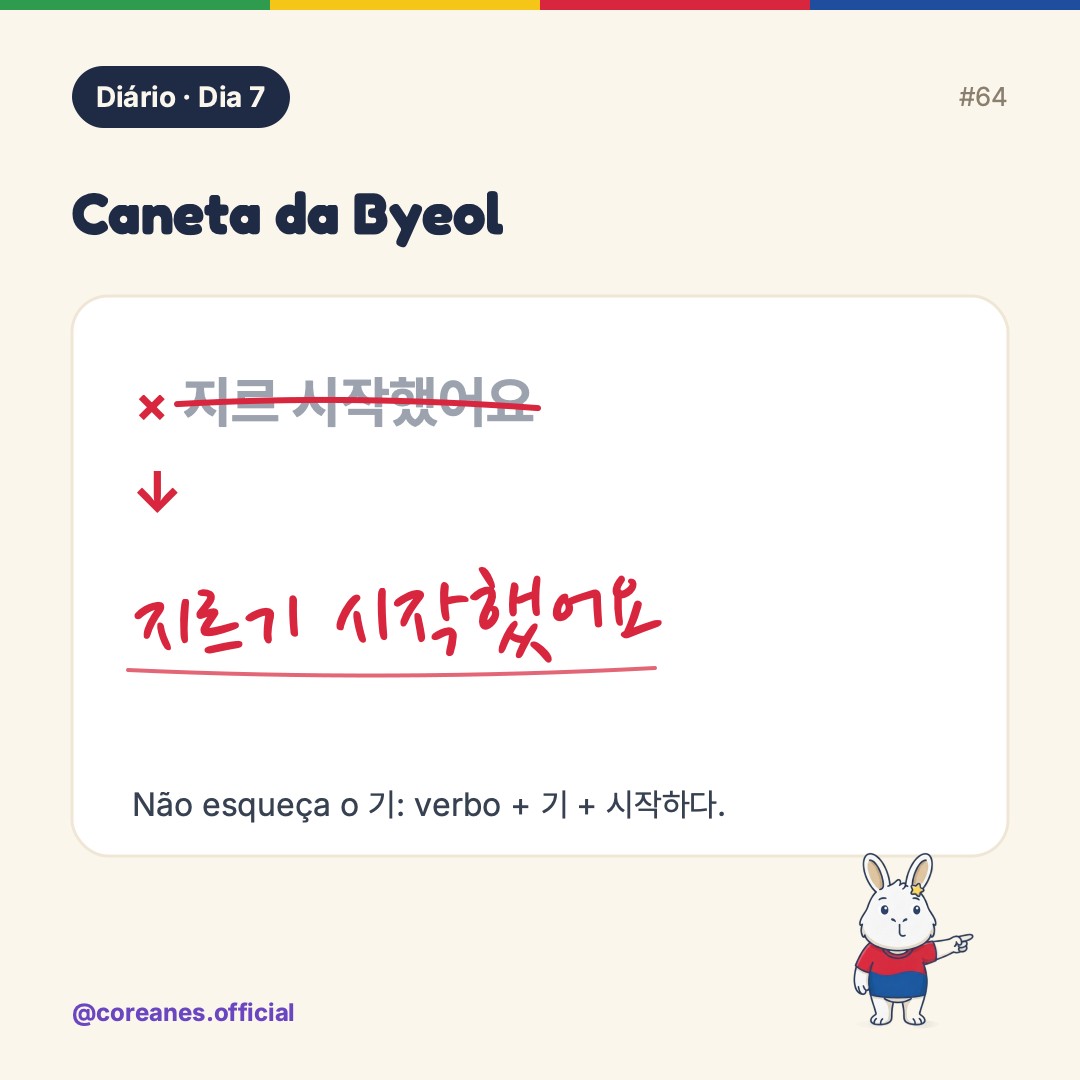 Diário · Dia 7
#64
Caneta da Byeol
× 지르 시작했어요
↓
지르기 시작했어요
Não esqueça o 기: verbo + 기 + 시작하다.
@coreanes.official